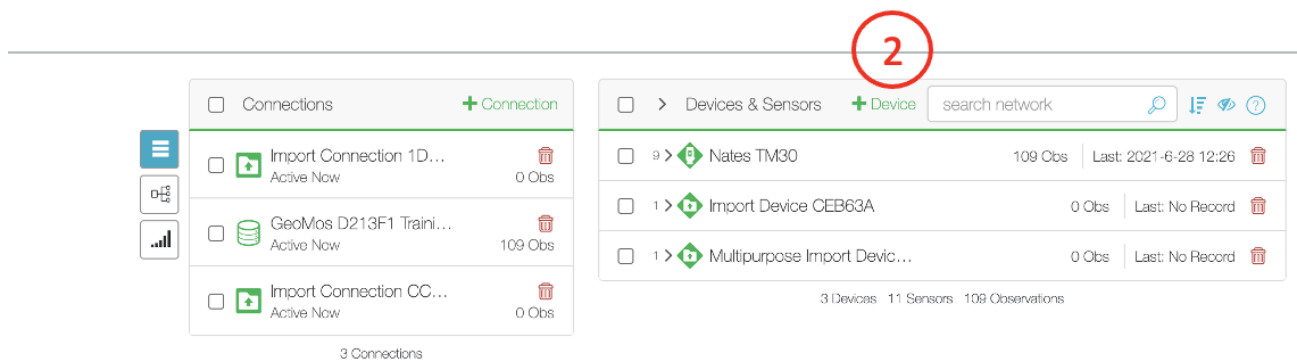 2
Connections + Connection
Import Connection 1D...
Active Now 0 Obs
GeoMos D213F1 Traini...
Active Now 109 Obs
Import Connection CC...
Active Now 0 Obs
3 Connections
> Devices & Sensors + Device search network ?
9 > Nates TM30 109 Obs Last: 2021-6-28 12:26
1 > Import Device CEB63A 0 Obs Last: No Record
1 > Multipurpose Import Devic... 0 Obs Last: No Record
3 Devices 11 Sensors 109 Observations